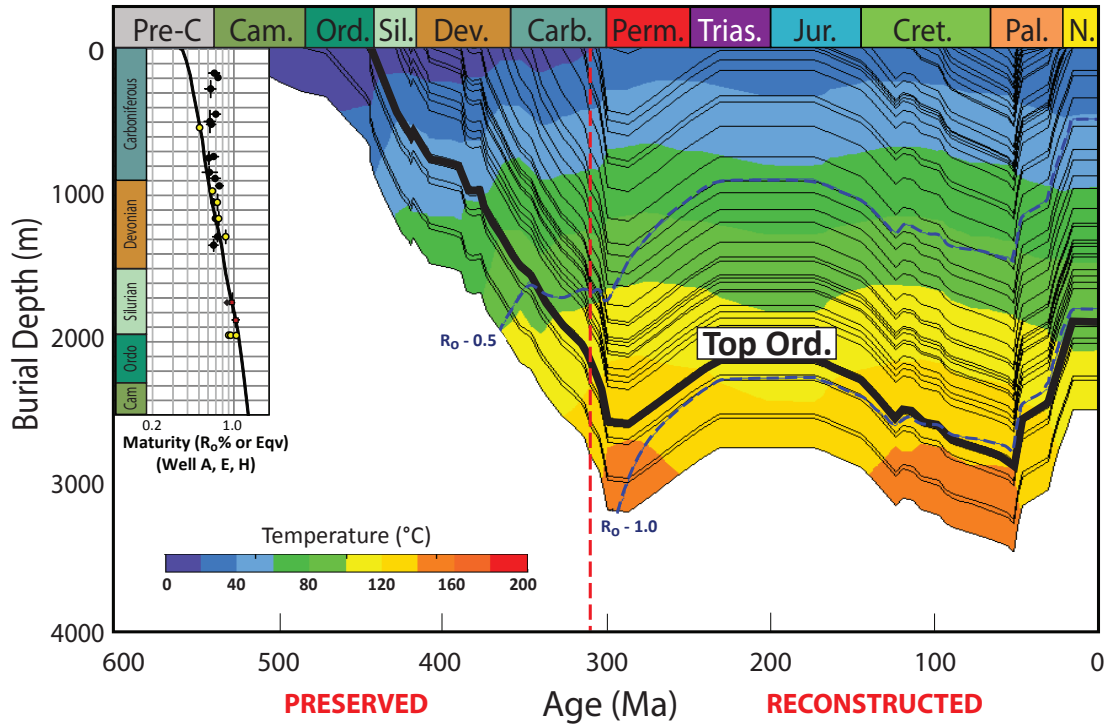 Pre-C Cam. Ord. Sil. Dev. Carb. Perm. Trias. Jur. Cret. Pal. N.
0
1000
2000
3000
4000
Burial Depth (m)
Carboniferous
Devonian
Silurian
Ordo
Cam
0.2 1.0
Maturity (Ro% or Eqv)
(Well A, E, H)
Ro - 0.5
Top Ord.
Ro - 1.0
Temperature (°C)
0 40 80 120 160 200
600 500 400 300 200 100 0
PRESERVED Age (Ma) RECONSTRUCTED